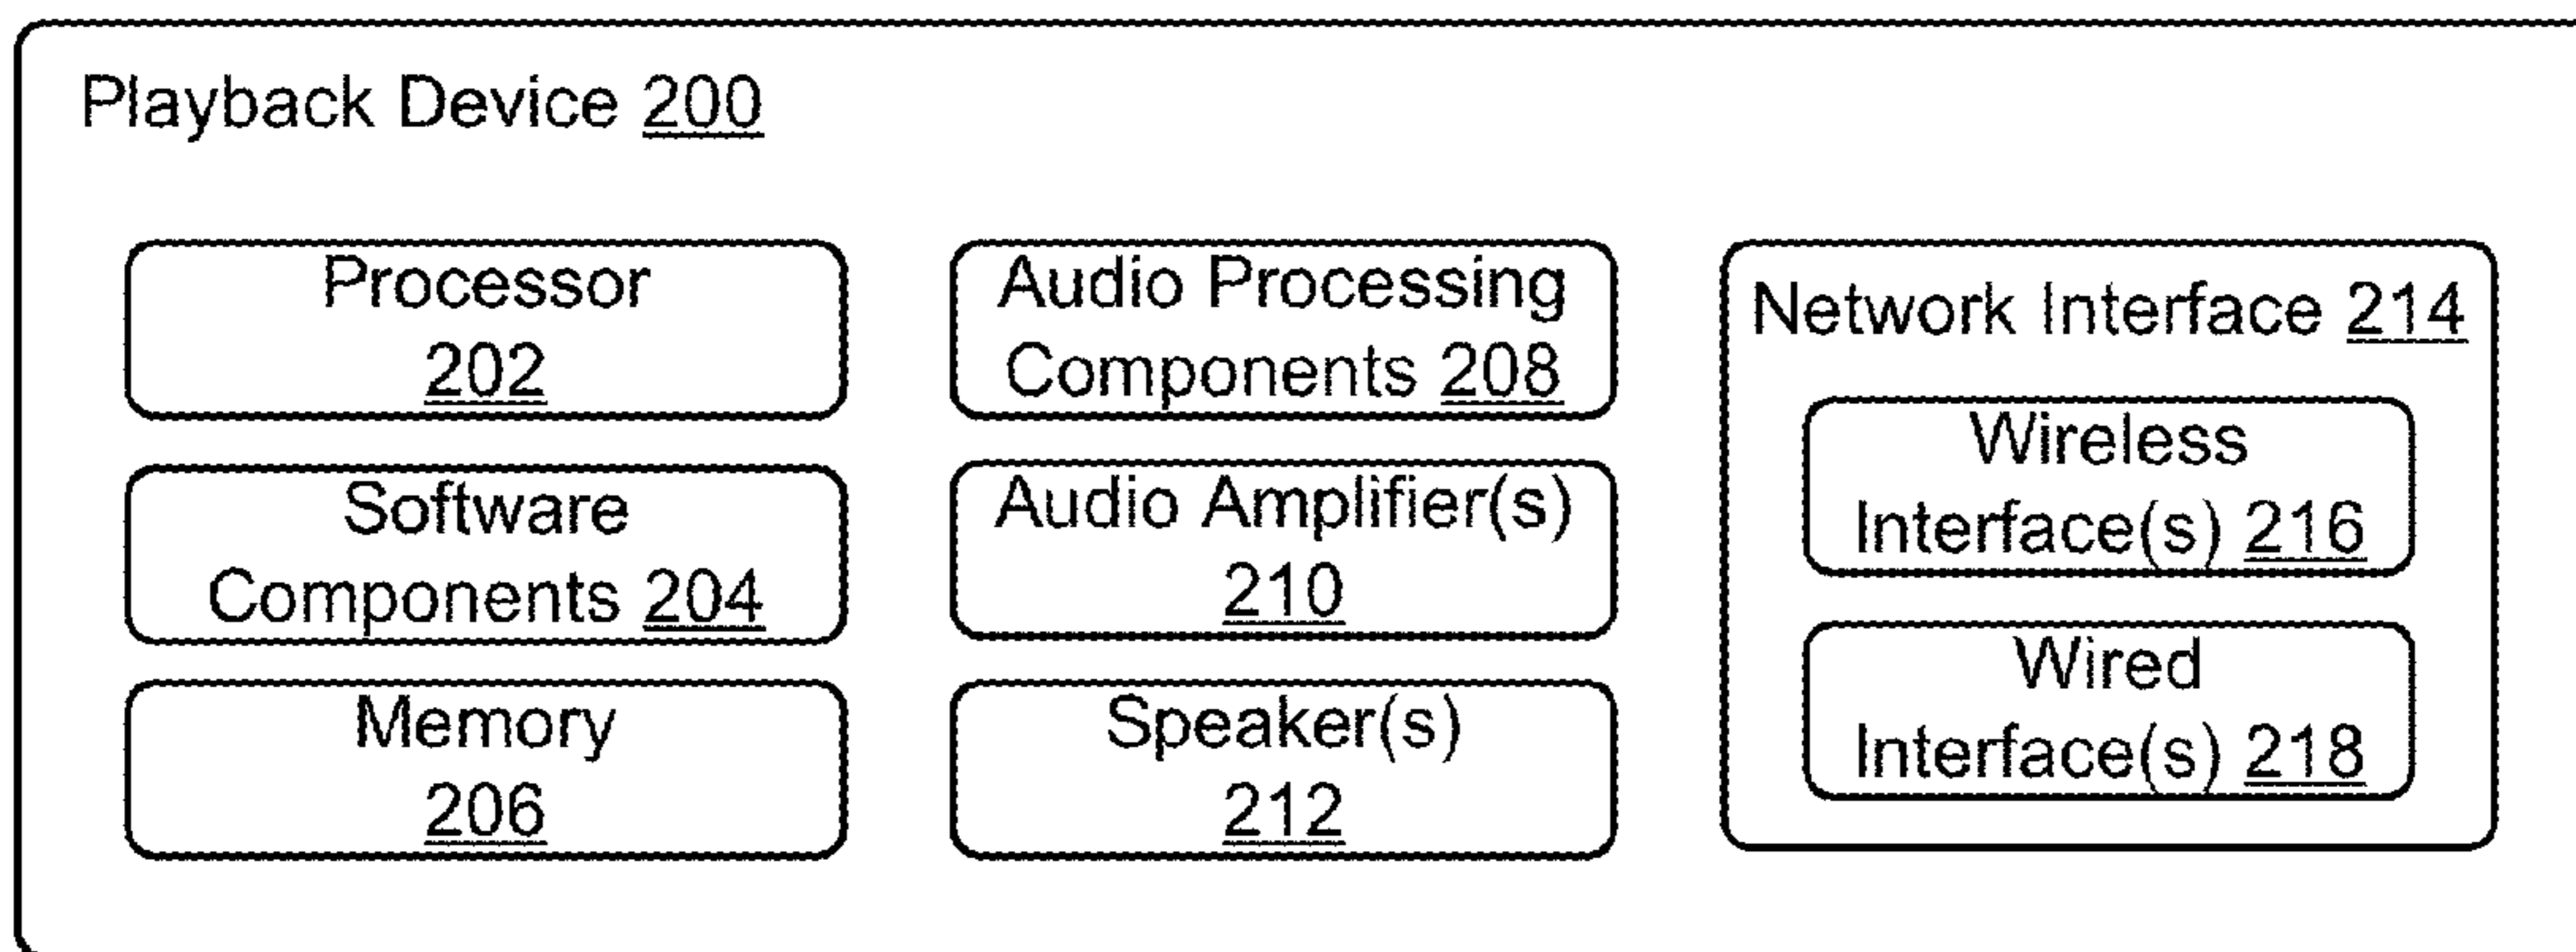 Playback Device 200
Processor
202
Software
Components 204
Memory
206
Audio Processing
Components 208
Audio Amplifier(s)
210
Speaker(s)
212
Network Interface 214
Wireless
Interface(s) 216
Wired
Interface(s) 218